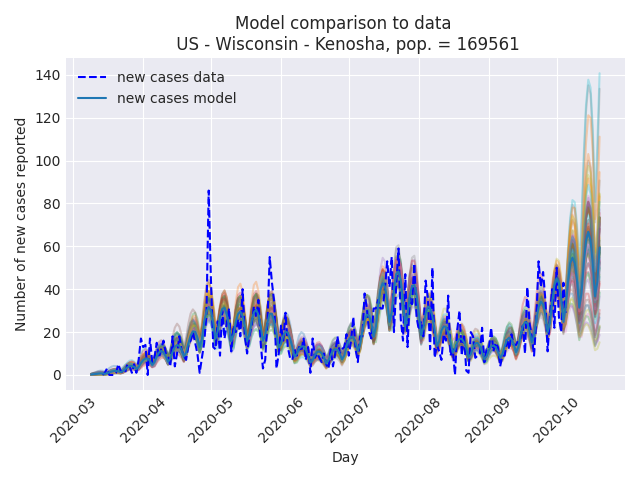 Model comparison to data
US - Wisconsin - Kenosha, pop. = 169561
new cases data
new cases model
Number of new cases reported
140
120
100
80
60
40
20
0
2020-03
2020-04
2020-05
2020-06
2020-07
2020-08
2020-09
2020-10
Day